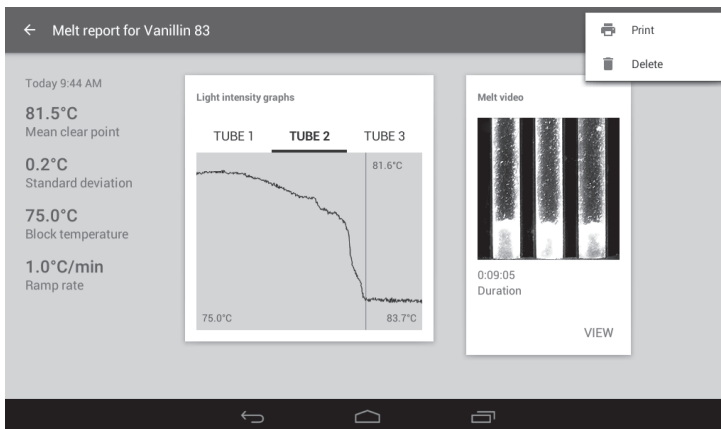 Melt report for Vanillin 83
Print
Delete
Today 9:44 AM
81.5°C
Mean clear point
0.2°C
Standard deviation
75.0°C
Block temperature
1.0°C/min
Ramp rate
Light intensity graphs
TUBE 1 TUBE 2 TUBE 3
81.6°C
75.0°C 83.7°C
Melt video
0:09:05
Duration
VIEW